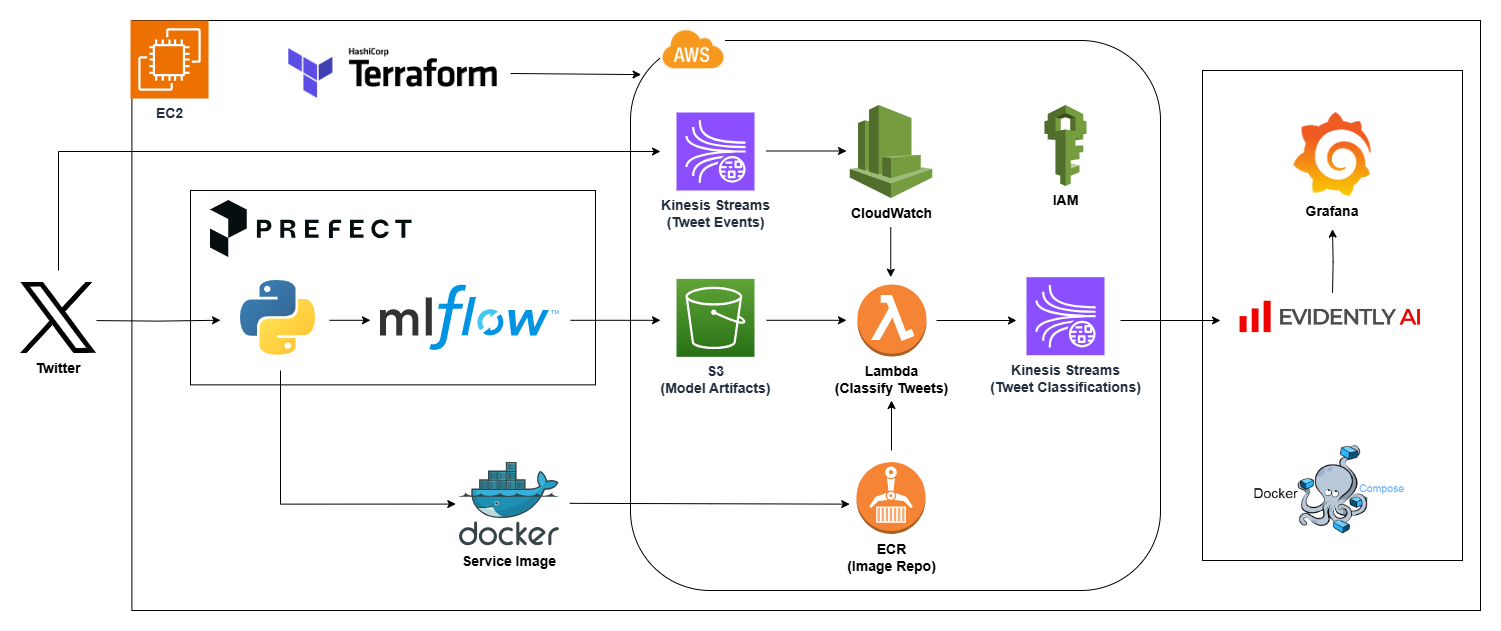 EC2
HashiCorp
Terraform
AWS
Kinesis Streams
(Tweet Events)
CloudWatch
IAM
Grafana
PREFECT
mlflow™
Twitter
S3
(Model Artifacts)
Lambda
(Classify Tweets)
Kinesis Streams
(Tweet Classifications)
EVIDENTLY AI
docker
Service Image
ECR
(Image Repo)
Docker Compose